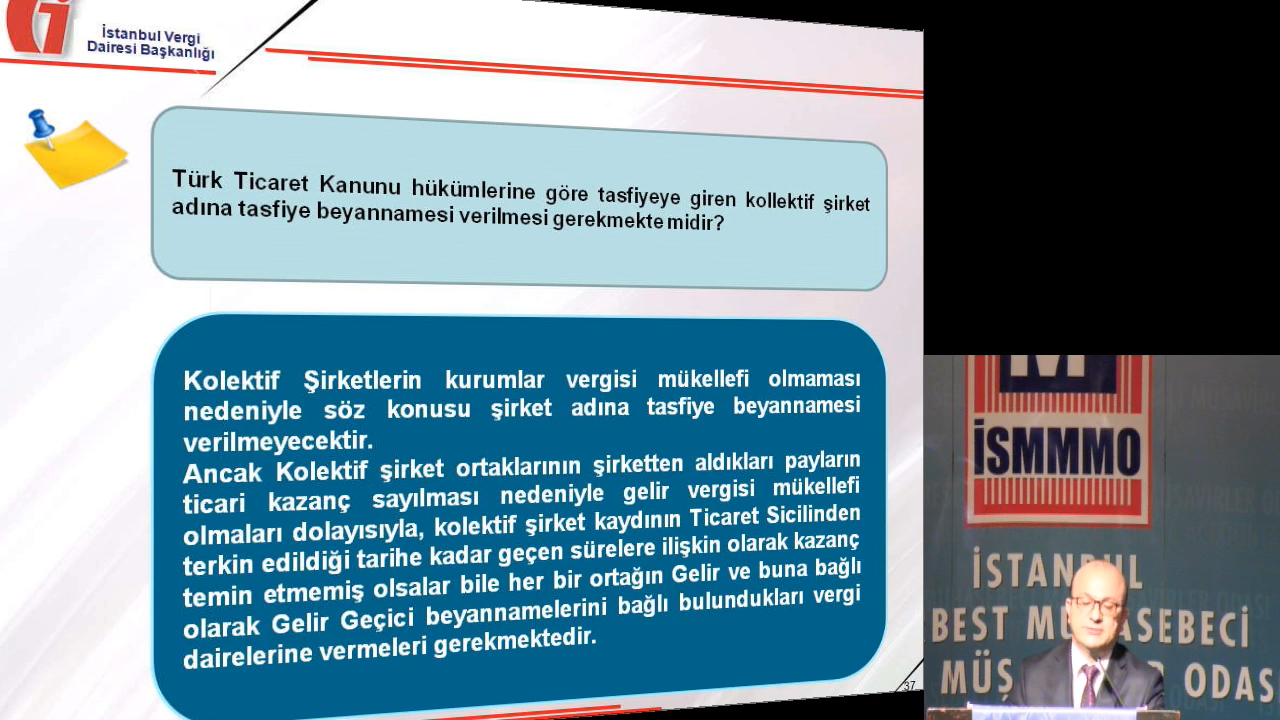 İstanbul Vergi
Dairesi Başkanlığı
Türk Ticaret Kanunu hükümlerine göre tasfiyeye giren kollektif şirket
adına tasfiye beyannamesi verilmesi gerekmekte midir?
Kolektif Şirketlerin kurumlar vergisi mükellefi olmaması
nedeniyle söz konusu şirket adına tasfiye beyannamesi
verilmeyecektir.
Ancak Kolektif şirket ortaklarının şirketten aldıkları payların
ticari kazanç sayılması nedeniyle gelir vergisi mükellefi
olmaları dolayısıyla, kolektif şirket kaydının Ticaret Sicilinden
terkin edildiği tarihe kadar geçen sürelere ilişkin olarak kazanç
temin etmemiş olsalar bile her bir ortağın Gelir ve buna bağlı
olarak Gelir Geçici beyannamelerini bağlı bulundukları vergi
dairelerine vermeleri gerekmektedir.
37
M
İSMMMO
İSTANBUL
BEST MU ASEBECİ
MÜŞ R ODAS